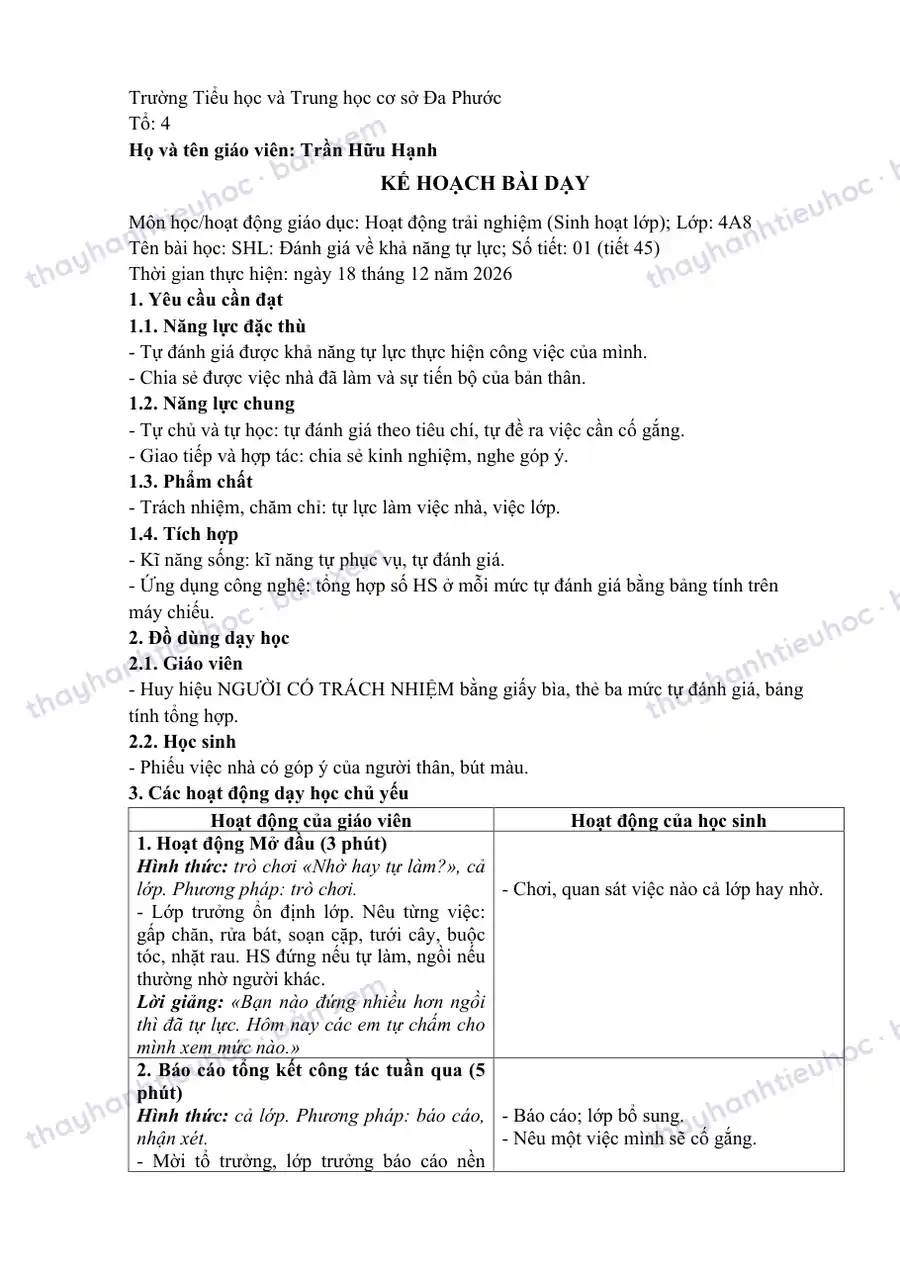 Trường Tiểu học và Trung học cơ sở Đa Phước
Tổ: 4
Họ và tên giáo viên: Trần Hữu Hạnh
KẾ HOẠCH BÀI DẠY
Môn học/hoạt động giáo dục: Hoạt động trải nghiệm (Sinh hoạt lớp); Lớp: 4A8
Tên bài học: SHL: Đánh giá về khả năng tự lực; Số tiết: 01 (tiết 45)
Thời gian thực hiện: ngày 18 tháng 12 năm 2026
1. Yêu cầu cần đạt
1.1. Năng lực đặc thù
- Tự đánh giá được khả năng tự lực thực hiện công việc của mình.
- Chia sẻ được việc nhà đã làm và sự tiến bộ của bản thân.
1.2. Năng lực chung
- Tự chủ và tự học: tự đánh giá theo tiêu chí, tự đề ra việc cần cố gắng.
- Giao tiếp và hợp tác: chia sẻ kinh nghiệm, nghe góp ý.
1.3. Phẩm chất
- Trách nhiệm, chăm chỉ: tự lực làm việc nhà, việc lớp.
1.4. Tích hợp
- Kĩ năng sống: kĩ năng tự phục vụ, tự đánh giá.
- Ứng dụng công nghệ: tổng hợp số HS ở mỗi mức tự đánh giá bằng bảng tính trên
máy chiếu.
2. Đồ dùng dạy học
2.1. Giáo viên
- Huy hiệu NGƯỜI CÓ TRÁCH NHIỆM bằng giấy bìa, thẻ ba mức tự đánh giá, bảng
tính tổng hợp.
2.2. Học sinh
- Phiếu việc nhà có góp ý của người thân, bút màu.
3. Các hoạt động dạy học chủ yếu
Hoạt động của giáo viên
Hoạt động của học sinh
1. Hoạt động Mở đầu (3 phút)
Hình thức: trò chơi «Nhờ hay tự làm?», cả
lớp. Phương pháp: trò chơi.
- Lớp trưởng ổn định lớp. Nêu từng việc:
gấp chăn, rửa bát, soạn cặp, tưới cây, buộc
tóc, nhặt rau. HS đứng nếu tự làm, ngồi nếu
thường nhờ người khác.
Lời giảng: «Bạn nào đứng nhiều hơn ngồi
thì đã tự lực. Hôm nay các em tự chấm cho
mình xem mức nào.»
- Chơi, quan sát việc nào cả lớp hay nhờ.
2. Báo cáo tổng kết công tác tuần qua (5
phút)
Hình thức: cả lớp. Phương pháp: báo cáo,
nhận xét.
- Mời tổ trưởng, lớp trưởng báo cáo nền
- Báo cáo; lớp bổ sung.
- Nêu một việc mình sẽ cố gắng.
thayhanhtieuhoc · bản xem
thayhanhtieuhoc · b
thayhanhtieuhoc · bản xem
thayhanhtieuhoc · b
thayhanhtieuhoc · bản xem
thayhanhtieuhoc · b